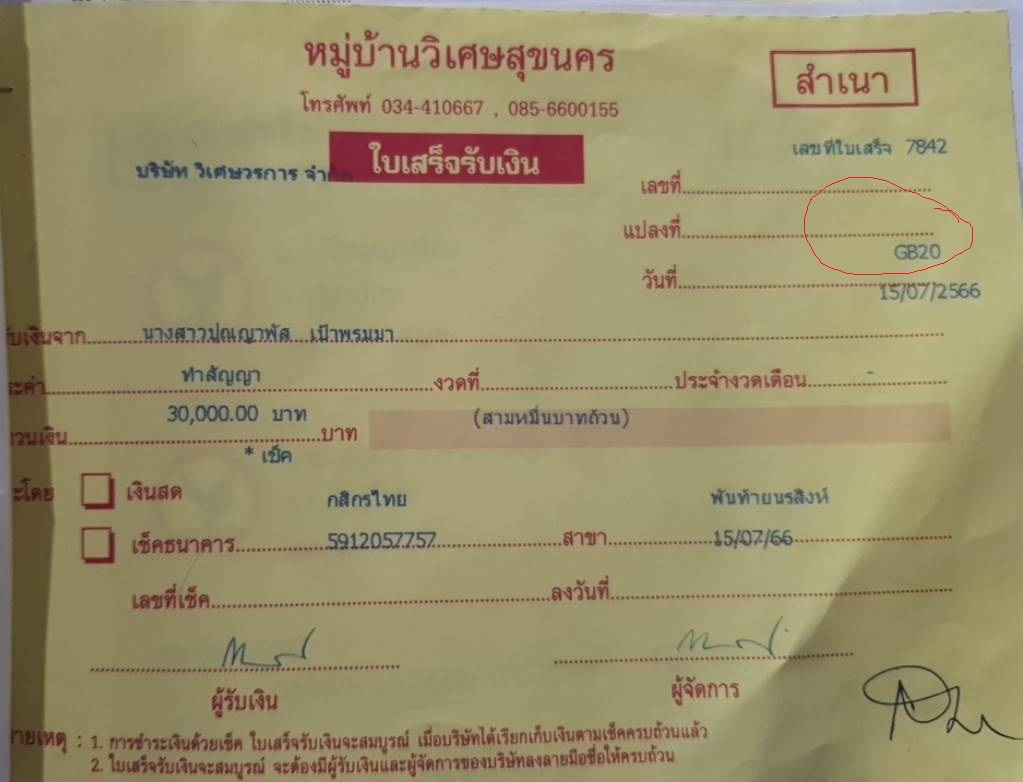 หมู่บ้านวิเศษสุขนคร
สำเนา
โทรศัพท์ 034-410667 , 085-6600155
ใบเสร็จรับเงิน
เลขที่ใบเสร็จ 7842
บริษัท วิเศษวรการ จำกัด
เลขที่
แปลงที่
GB20
วันที่ 15/07/2566
รับเงินจาก นางสาวปุณญาพัส เป้าพรมมา
ทำสัญญา งวดที่ ประจำงวดเดือน -
30,000.00 บาท บาท (สามหมื่นบาทถ้วน)
* เช็ค
เงินสด กสิกรไทย พันท้ายนรสิงห์
เช็คธนาคาร 5912057757 สาขา 15/07/66
เลขที่เช็ค ลงวันที่
ผู้รับเงิน ผู้จัดการ
หมายเหตุ : 1. การชำระเงินด้วยเช็ค ใบเสร็จรับเงินจะสมบูรณ์ เมื่อบริษัทได้เรียกเก็บเงินตามเช็คครบถ้วนแล้ว
2. ใบเสร็จรับเงินจะสมบูรณ์ จะต้องมีผู้รับเงินและผู้จัดการของบริษัทลงลายมือชื่อให้ครบถ้วน